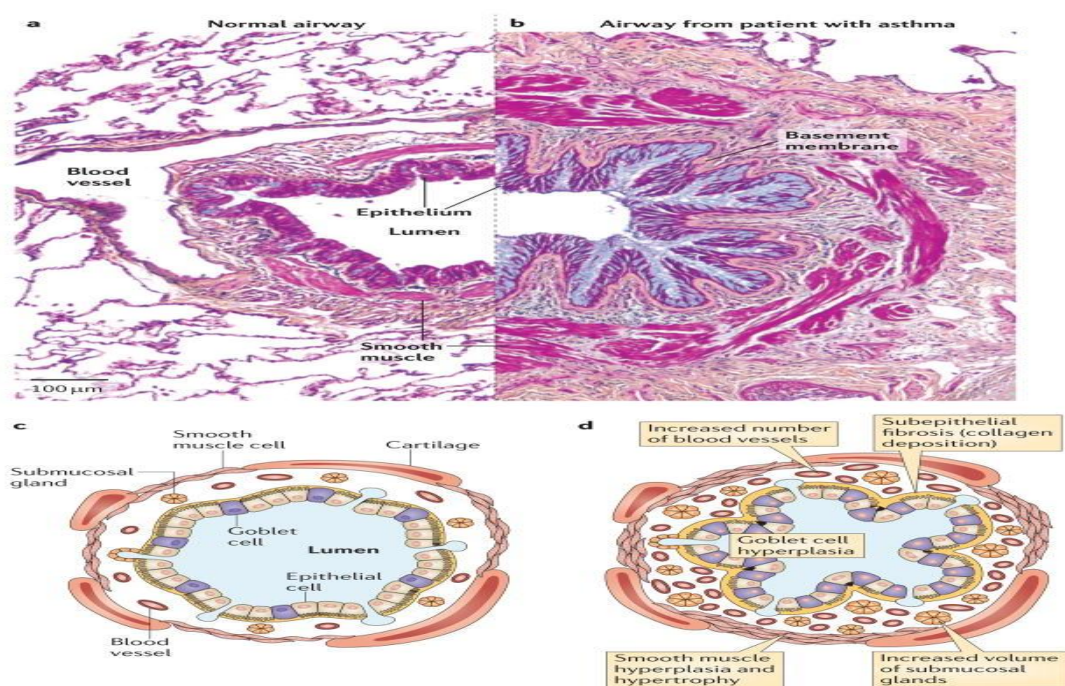 a Normal airway
b Airway from patient with asthma
Blood
vessel
Basement
membrane
Epithelium
Lumen
Smooth
muscle
100 μm
c
Smooth
muscle cell
Cartilage
Submucosal
gland
Goblet
cell
Lumen
Epithelial
cell
Blood
vessel
d
Increased number
of blood vessels
Subepithelial
fibrosis (collagen
deposition)
Goblet cell
hyperplasia
Smooth muscle
hyperplasia and
hypertrophy
Increased volume
of submucosal
glands